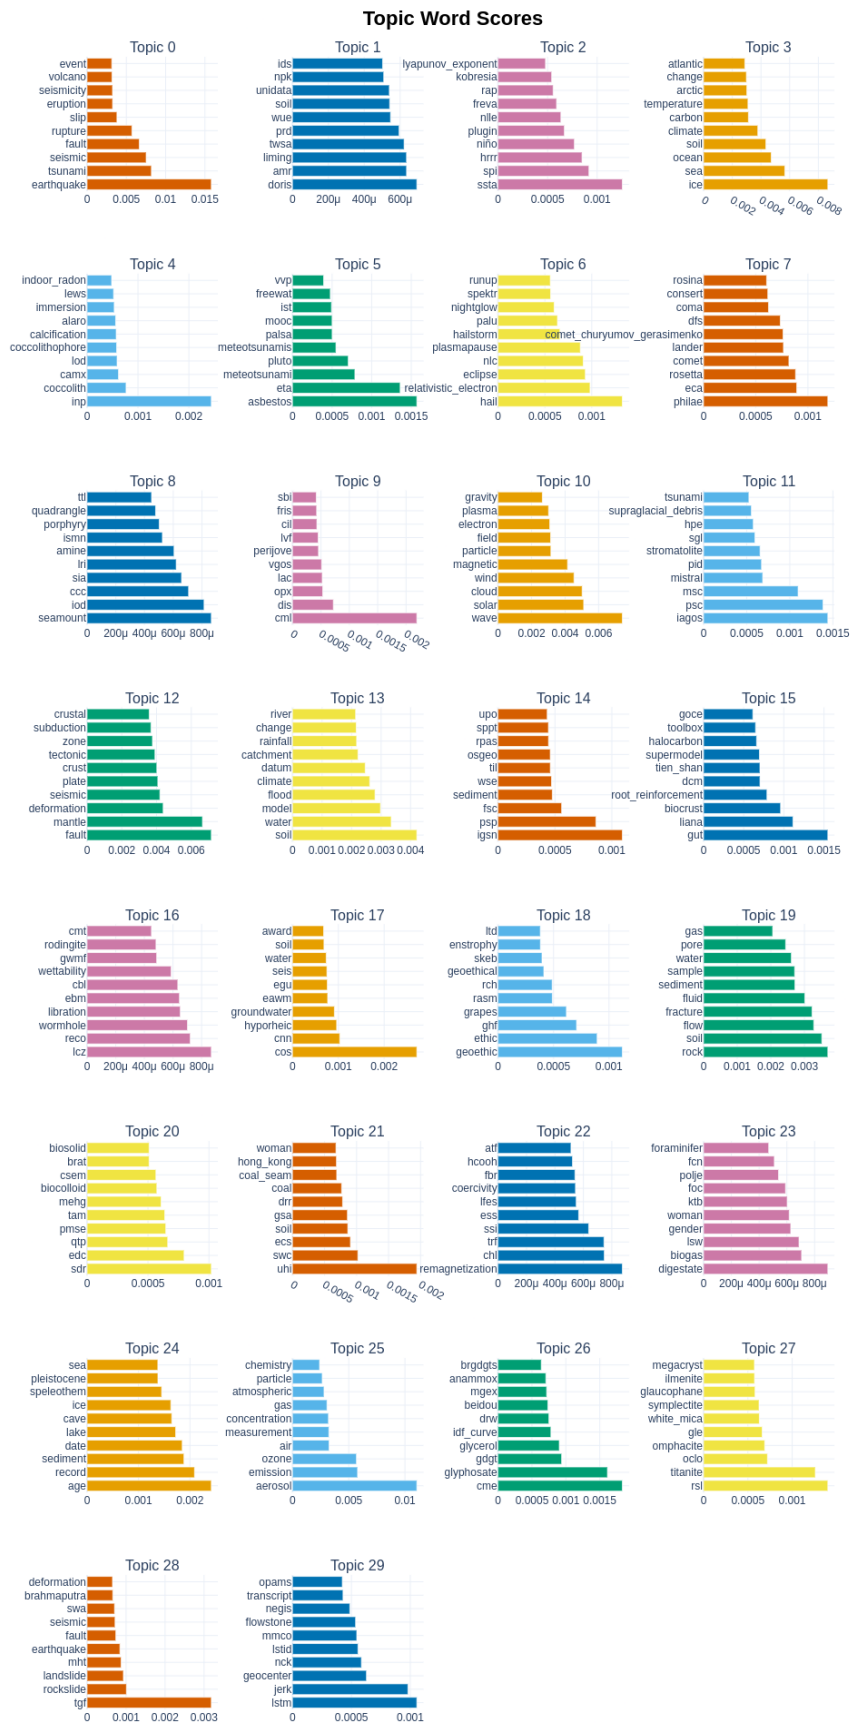 Topic Word Scores
Topic 0
event
volcano
seismicity
eruption
slip
rupture
fault
seismic
tsunami
earthquake
0 0.005 0.01 0.015
Topic 1
ids
npk
unidata
soil
wue
prd
twsa
liming
amr
doris
0 200μ 400μ 600μ
Topic 2
lyapunov_exponent
kobresia
rap
freva
nlle
plugin
niño
hrrr
spi
ssta
0 0.0005 0.001
Topic 3
atlantic
change
arctic
temperature
carbon
climate
soil
ocean
sea
ice
0 0.002 0.004 0.006 0.008
Topic 4
indoor_radon
lews
immersion
alaro
calcification
coccolithophore
lod
camx
coccolith
inp
0 0.001 0.002
Topic 5
vvp
freewat
ist
mooc
palsa
meteotsunamis
pluto
meteotsunami
eta
asbestos
0 0.0005 0.001 0.0015
Topic 6
runup
spektr
nightglow
palu
hailstorm
plasmapause
nlc
eclipse
relativistic_electron
hail
0 0.0005 0.001
Topic 7
rosina
consert
coma
dfs
comet_churyumov_gerasimenko
lander
comet
rosetta
eca
philae
0 0.0005 0.001
Topic 8
ttl
quadrangle
porphyry
ismn
amine
lri
sia
ccc
iod
seamount
0 200μ 400μ 600μ 800μ
Topic 9
sbi
fris
cil
lvf
perijove
vgos
lac
opx
dis
cml
0 0.0005 0.001 0.0015 0.002
Topic 10
gravity
plasma
electron
field
particle
magnetic
wind
cloud
solar
wave
0 0.002 0.004 0.006
Topic 11
tsunami
supraglacial_debris
hpe
sgl
stromatolite
pid
mistral
msc
psc
iagos
0 0.0005 0.001 0.0015
Topic 12
crustal
subduction
zone
tectonic
crust
plate
seismic
deformation
mantle
fault
0 0.002 0.004 0.006
Topic 13
river
change
rainfall
catchment
datum
climate
flood
model
water
soil
0 0.001 0.002 0.003 0.004
Topic 14
upo
sppt
rpas
osgeo
til
wse
sediment
fsc
psp
igsn
0 0.0005 0.001
Topic 15
goce
toolbox
halocarbon
supermodel
tien_shan
dcm
root_reinforcement
biocrust
liana
gut
0 0.0005 0.001 0.0015
Topic 16
cmt
rodingite
gwmf
wettability
cbl
ebm
libration
wormhole
reco
lcz
0 200μ 400μ 600μ 800μ
Topic 17
award
soil
water
seis
egu
eawm
groundwater
hyporheic
cnn
cos
0 0.001 0.002
Topic 18
ltd
enstrophy
skeb
geoethical
rch
rasm
grapes
ghf
ethic
geoethic
0 0.0005 0.001
Topic 19
gas
pore
water
sample
sediment
fluid
fracture
flow
soil
rock
0 0.001 0.002 0.003
Topic 20
biosolid
brat
csem
biocolloid
mehg
tam
pmse
qtp
edc
sdr
0 0.0005 0.001
Topic 21
woman
hong_kong
coal_seam
coal
drr
gsa
soil
ecs
swc
uhi
0 0.0005 0.001 0.0015 0.002
Topic 22
atf
hcooh
fbr
coercivity
lfes
ess
ssi
trf
chl
remagnetization
0 200μ 400μ 600μ 800μ
Topic 23
foraminifer
fcn
polje
foc
ktb
woman
gender
lsw
biogas
digestate
0 200μ 400μ 600μ 800μ
Topic 24
sea
pleistocene
speleothem
ice
cave
lake
date
sediment
record
age
0 0.001 0.002
Topic 25
chemistry
particle
atmospheric
gas
concentration
measurement
air
ozone
emission
aerosol
0 0.005 0.01
Topic 26
brgdgts
anammox
mgex
beidou
drw
idf_curve
glycerol
gdgt
glyphosate
cme
0 0.0005 0.001 0.0015
Topic 27
megacryst
ilmenite
glaucophane
symplectite
white_mica
gle
omphacite
oclo
titanite
rsl
0 0.0005 0.001
Topic 28
deformation
brahmaputra
swa
seismic
fault
earthquake
mht
landslide
rockslide
tgf
0 0.001 0.002 0.003
Topic 29
opams
transcript
negis
flowstone
mmco
lstid
nck
geocenter
jerk
lstm
0 0.0005 0.001